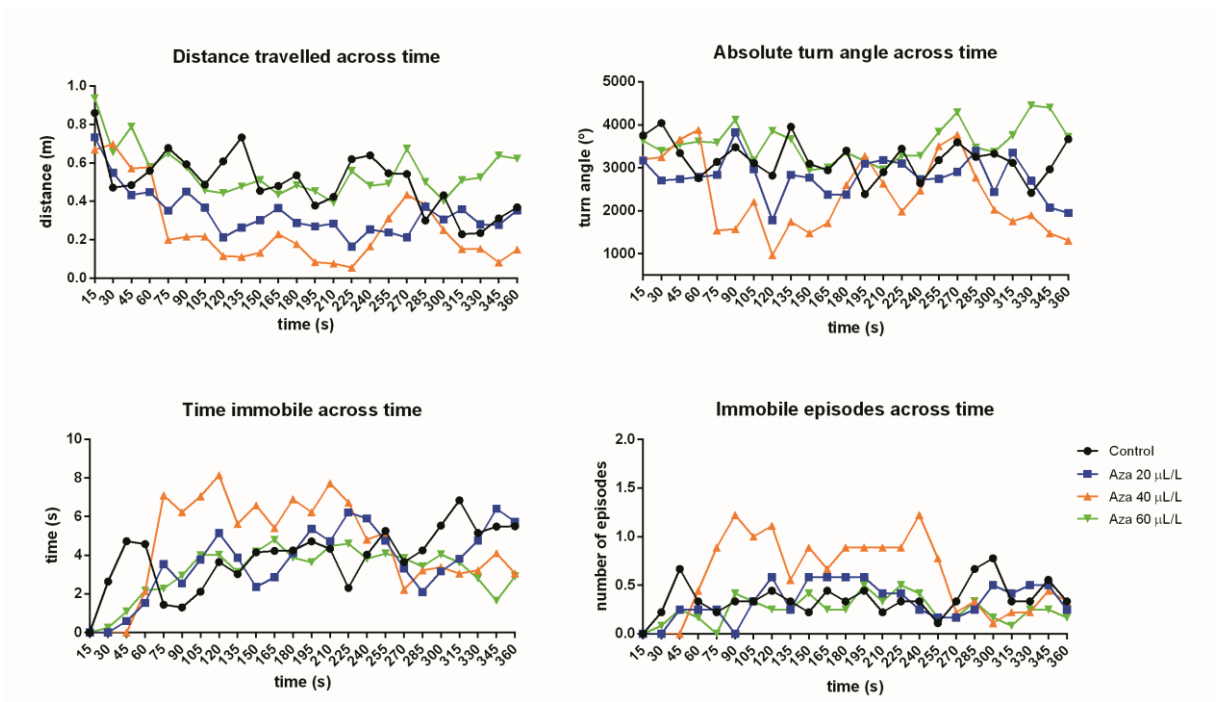 Distance travelled across time
distance (m)
1.0
0.8
0.6
0.4
0.2
0.0
15 30 45 60 75 90 105 120 135 150 165 180 195 210 225 240 255 270 285 300 315 330 345 360
time (s)
Absolute turn angle across time
turn angle (º)
5000
4000
3000
2000
1000
15 30 45 60 75 90 105 120 135 150 165 180 195 210 225 240 255 270 285 300 315 330 345 360
time (s)
Time immobile across time
time (s)
10
8
6
4
2
0
15 30 45 60 75 90 105 120 135 150 165 180 195 210 225 240 255 270 285 300 315 330 345 360
time (s)
Immobile episodes across time
number of episodes
2.0
1.5
1.0
0.5
0.0
15 30 45 60 75 90 105 120 135 150 165 180 195 210 225 240 255 270 285 300 315 330 345 360
time (s)
Control
Aza 20 µL/L
Aza 40 µL/L
Aza 60 µL/L